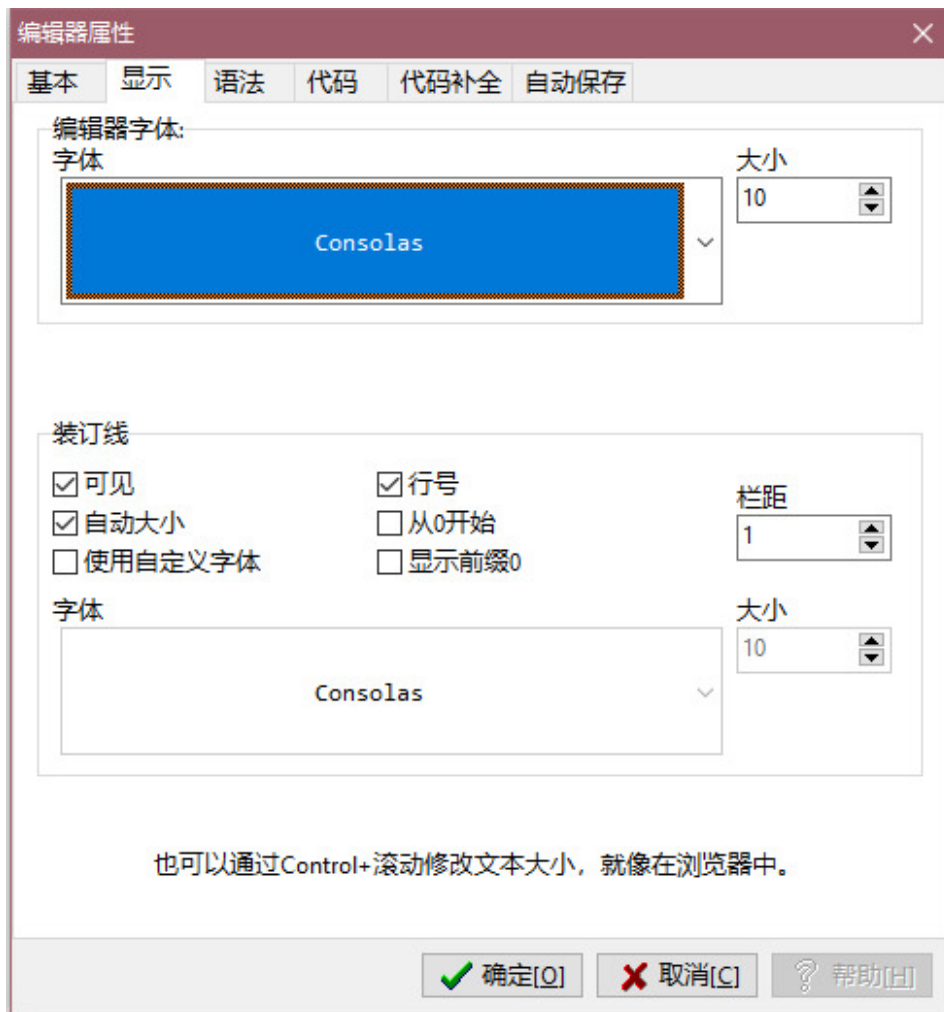 编辑器属性
基本 显示 语法 代码 代码补全 自动保存
编辑器字体:
字体 大小
Consolas 10
装订线
可见 行号 栏距
自动大小 从0开始 1
使用自定义字体 显示前缀0
字体 大小
Consolas 10
也可以通过Control+滚动修改文本大小，就像在浏览器中。
确定[O] 取消[C] 帮助[H]